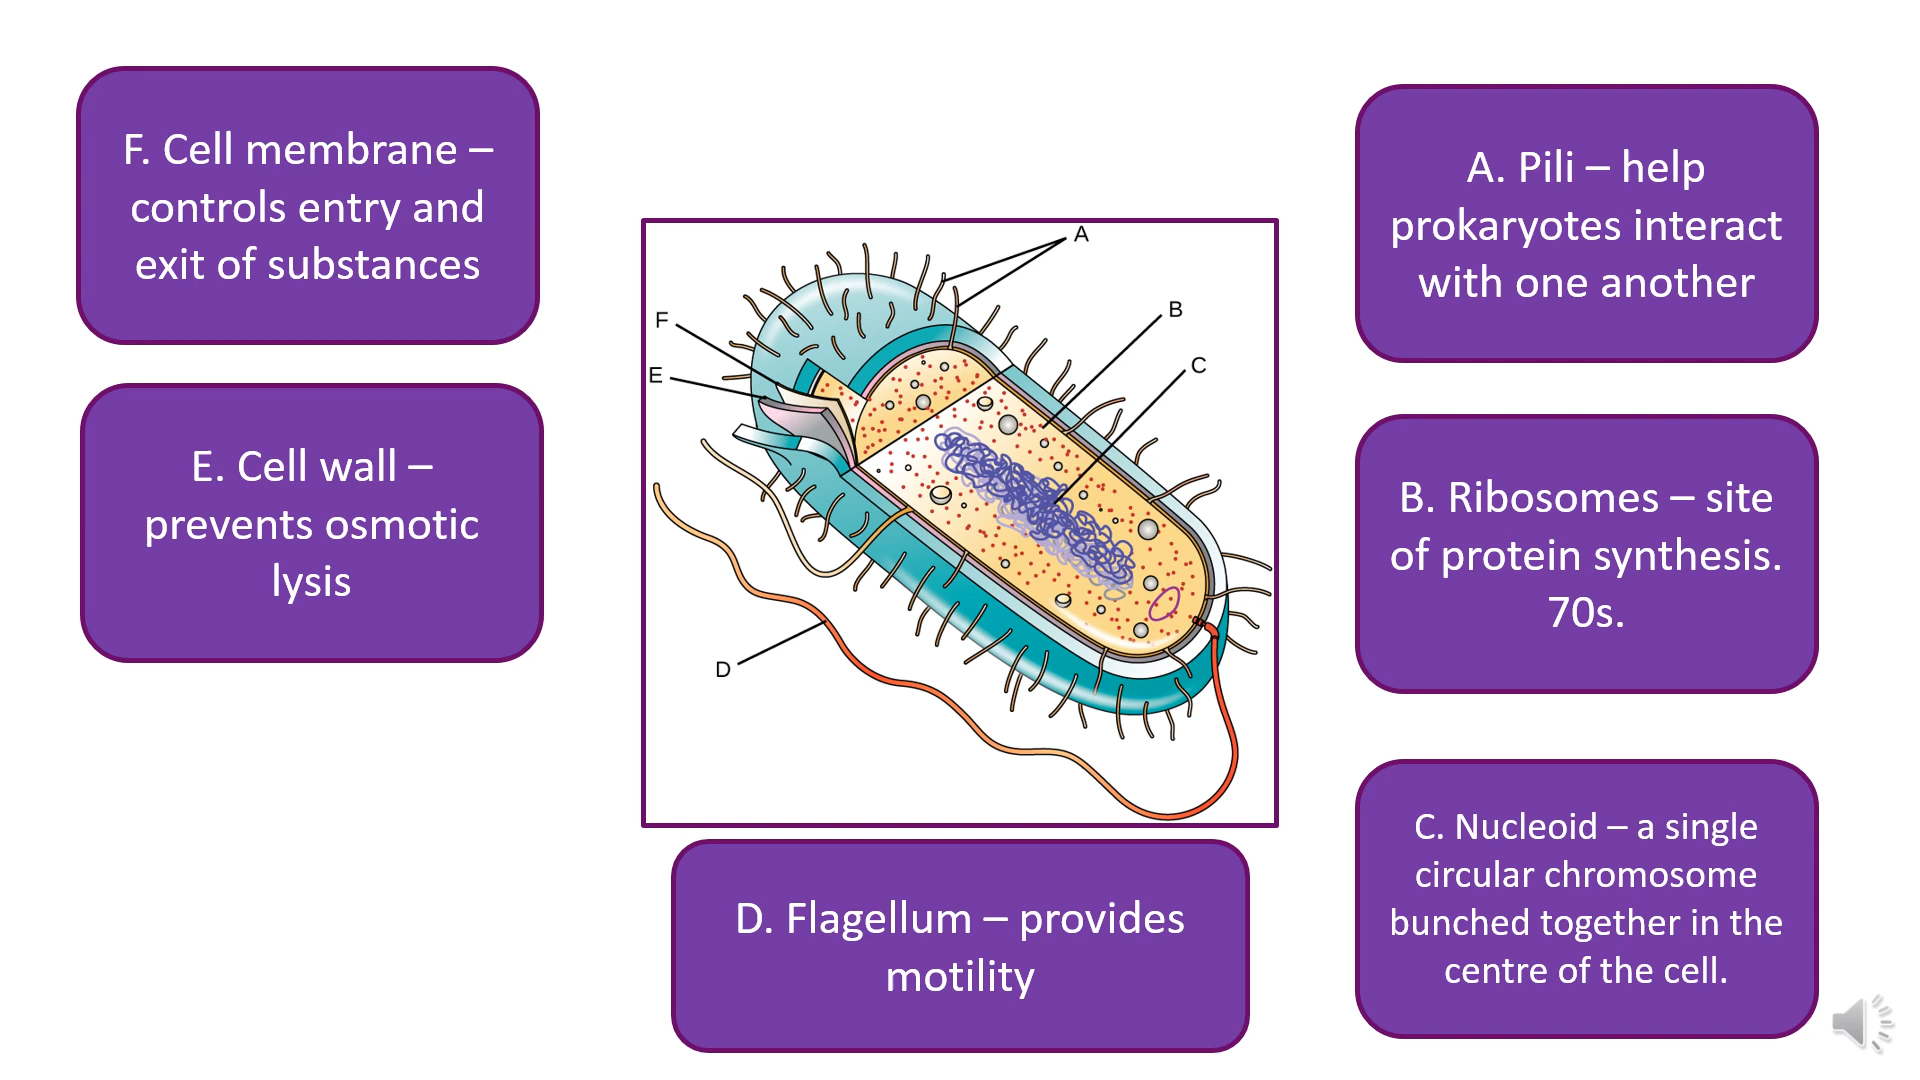 F. Cell membrane –
controls entry and
exit of substances
E. Cell wall –
prevents osmotic
lysis
A
B
C
F
E
D
D. Flagellum – provides
motility
A. Pili – help
prokaryotes interact
with one another
B. Ribosomes – site
of protein synthesis.
70s.
C. Nucleoid – a single
circular chromosome
bunched together in the
centre of the cell.